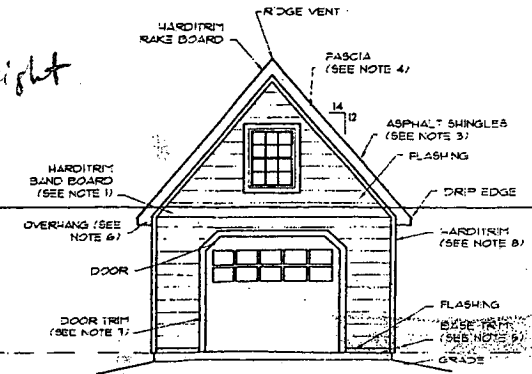 RIDGE VENT
HARDITRIM
RAKE BOARD
ight
FASCIA
(SEE NOTE 4)
14
12
ASPHALT SHINGLES
(SEE NOTE 3)
FLASHING
HARDITRIM
BAND BOARD
(SEE NOTE 1)
DRIP EDGE
OVERHANG (SEE
NOTE 6)
HARDITRIM
(SEE NOTE 8)
DOOR
FLASHING
DOOR TRIM
(SEE NOTE 7)
BASE TRIM
(SEE NOTE 5)
GRADE